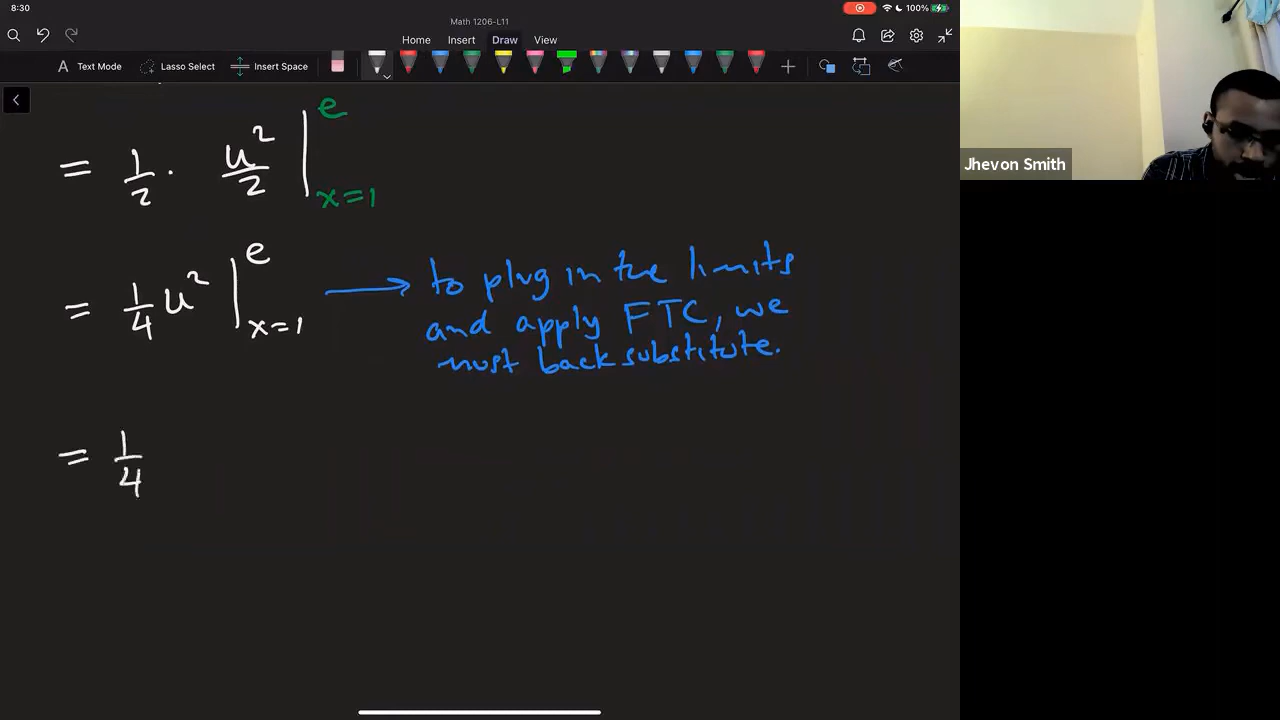 8:30
100%
Math 1206-L11
Home Insert Draw View
Text Mode Lasso Select Insert Space
= 1/2 · u²/2 | e x=1
Jhevon Smith
= 1/4 u² | e x=1 → to plug in the limits
and apply FTC, we
must back substitute.
= 1/4